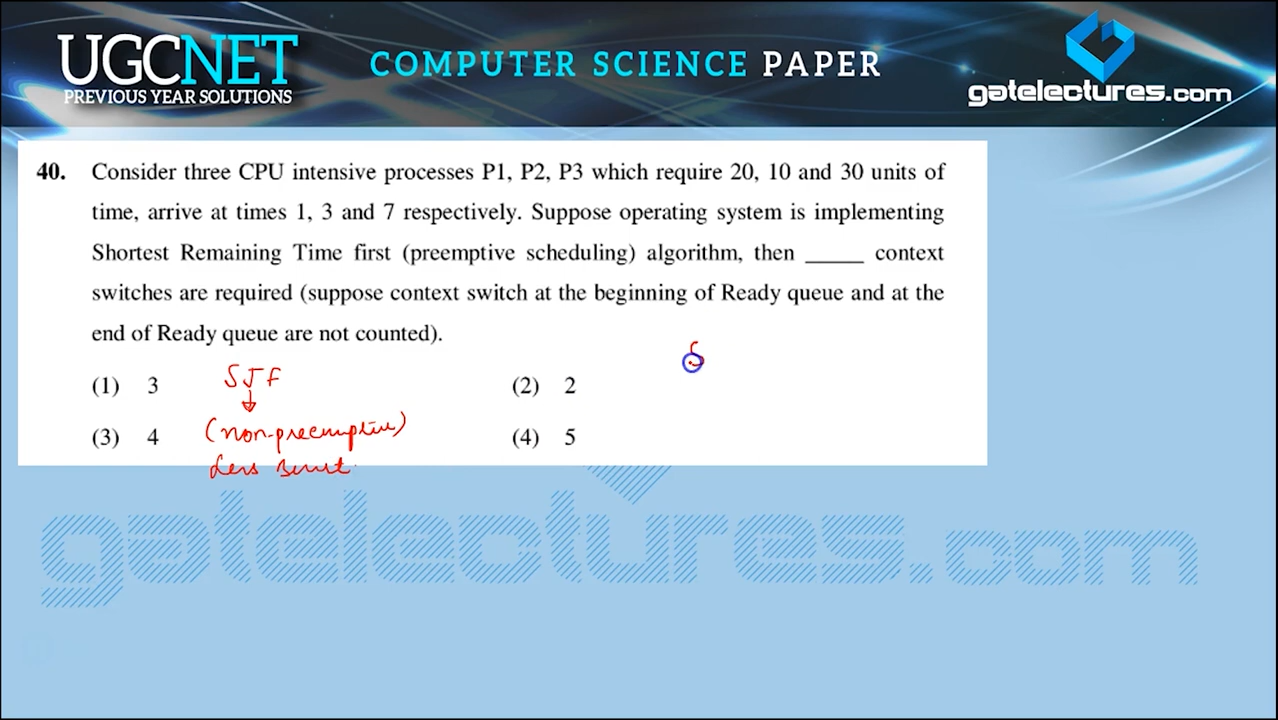 UGCNET
PREVIOUS YEAR SOLUTIONS
COMPUTER SCIENCE PAPER
gatelectures.com
40. Consider three CPU intensive processes P1, P2, P3 which require 20, 10 and 30 units of
time, arrive at times 1, 3 and 7 respectively. Suppose operating system is implementing
Shortest Remaining Time first (preemptive scheduling) algorithm, then _____ context
switches are required (suppose context switch at the beginning of Ready queue and at the
end of Ready queue are not counted).
(1) 3 (2) 2
(3) 4 (4) 5
SJF
(non-preemptive)
Less Burst
S
gatelectures.com